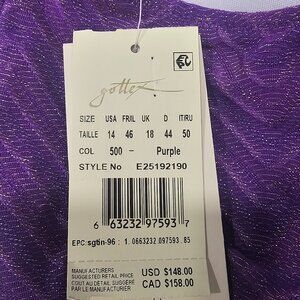 gottex
SIZE USA FR/IL UK D IT/RU
TAILLE 14 46 18 44 50
COL 500 – Purple
STYLE No E25192190
6 63232 97593 7
EPC: sgtin-96 : 1. 0663232.097593. 85
MANUFACTURERS
SUGGESTED RETAIL PRICE USD $148.00
COUT AU DETAIL SUGGÉRÉ CAD $158.00
PAR LE MANUFACTURIER